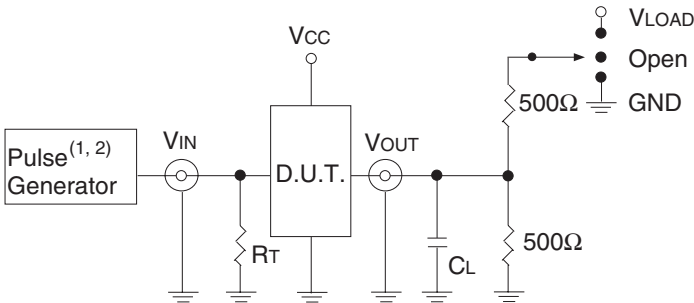 VLOAD
VCC
Open
500Ω
GND
Pulse(1, 2)
Generator
VIN
VOUT
D.U.T.
RT
CL
500Ω